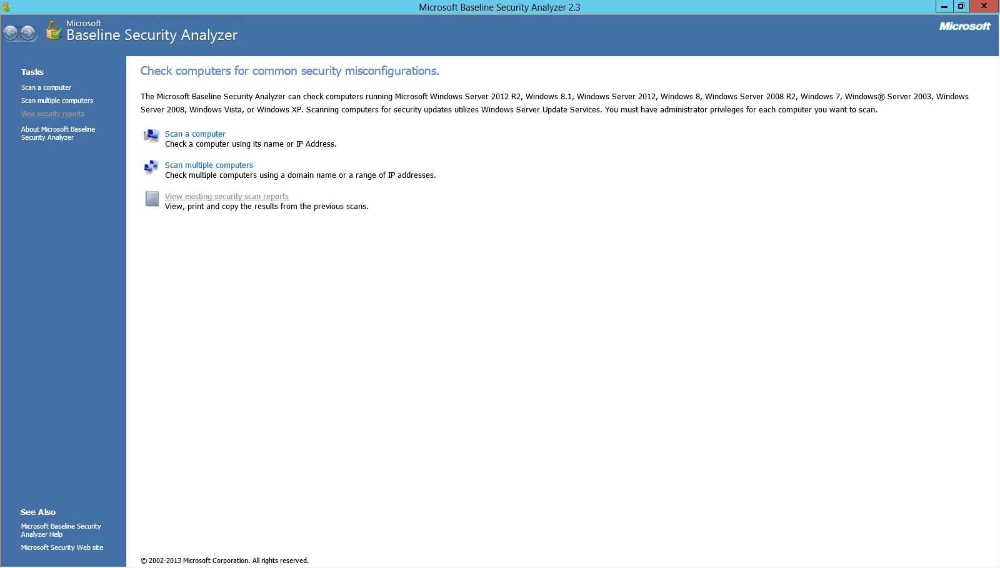 Microsoft Baseline Security Analyzer 2.3
Microsoft
Baseline Security Analyzer
Microsoft
Tasks
Scan a computer
Scan multiple computers
View security reports
About Microsoft Baseline
Security Analyzer
Check computers for common security misconfigurations.
The Microsoft Baseline Security Analyzer can check computers running Microsoft Windows Server 2012 R2, Windows 8.1, Windows Server 2012, Windows 8, Windows Server 2008 R2, Windows 7, Windows® Server 2003, Windows
Server 2008, Windows Vista, or Windows XP. Scanning computers for security updates utilizes Windows Server Update Services. You must have administrator privileges for each computer you want to scan.
Scan a computer
Check a computer using its name or IP Address.
Scan multiple computers
Check multiple computers using a domain name or a range of IP addresses.
View existing security scan reports
View, print and copy the results from the previous scans.
See Also
Microsoft Baseline Security
Analyzer Help
Microsoft Security Web site
© 2002-2013 Microsoft Corporation. All rights reserved.